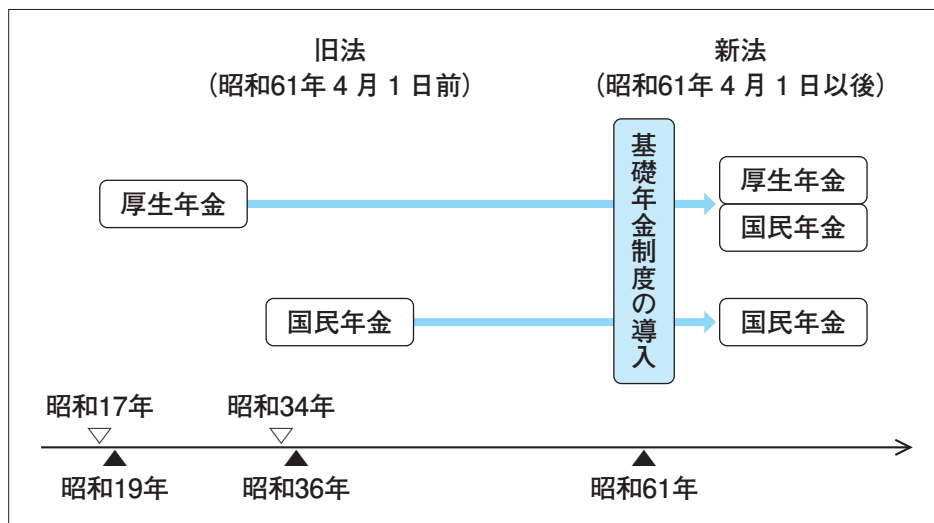 旧法
（昭和61年4月1日前）
新法
（昭和61年4月1日以後）
基礎年金制度の導入
厚生年金
厚生年金
国民年金
国民年金
国民年金
昭和17年
昭和34年
昭和19年
昭和36年
昭和61年